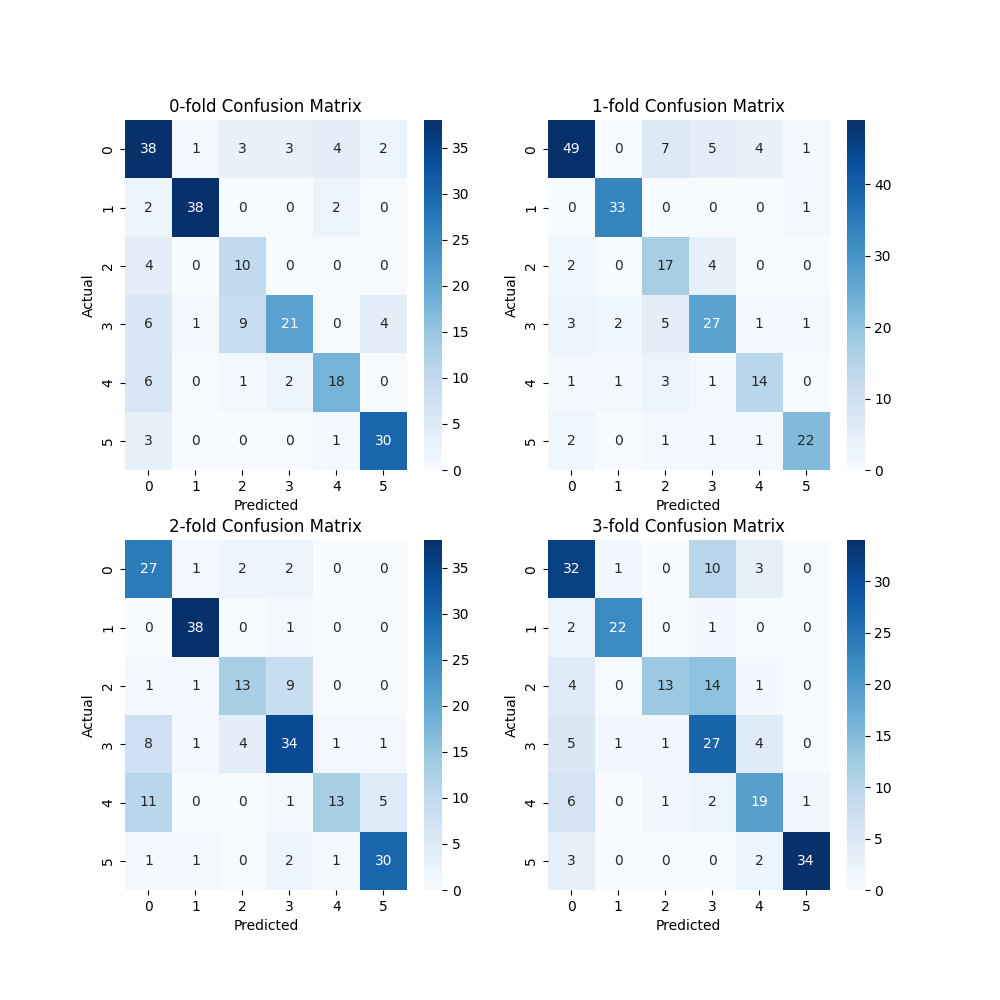 0-fold Confusion Matrix
0 38 1 3 3 4 2
1 2 38 0 0 2 0
2 4 0 10 0 0 0
3 6 1 9 21 0 4
4 6 0 1 2 18 0
5 3 0 0 0 1 30
0 1 2 3 4 5
Predicted
Actual
35
30
25
20
15
10
5
0
1-fold Confusion Matrix
0 49 0 7 5 4 1
1 0 33 0 0 0 1
2 2 0 17 4 0 0
3 3 2 5 27 1 1
4 1 1 3 1 14 0
5 2 0 1 1 1 22
0 1 2 3 4 5
Predicted
Actual
40
30
20
10
0
2-fold Confusion Matrix
0 27 1 2 2 0 0
1 0 38 0 1 0 0
2 1 1 13 9 0 0
3 8 1 4 34 1 1
4 11 0 0 1 13 5
5 1 1 0 2 1 30
0 1 2 3 4 5
Predicted
Actual
35
30
25
20
15
10
5
0
3-fold Confusion Matrix
0 32 1 0 10 3 0
1 2 22 0 1 0 0
2 4 0 13 14 1 0
3 5 1 1 27 4 0
4 6 0 1 2 19 1
5 3 0 0 0 2 34
0 1 2 3 4 5
Predicted
Actual
30
25
20
15
10
5
0